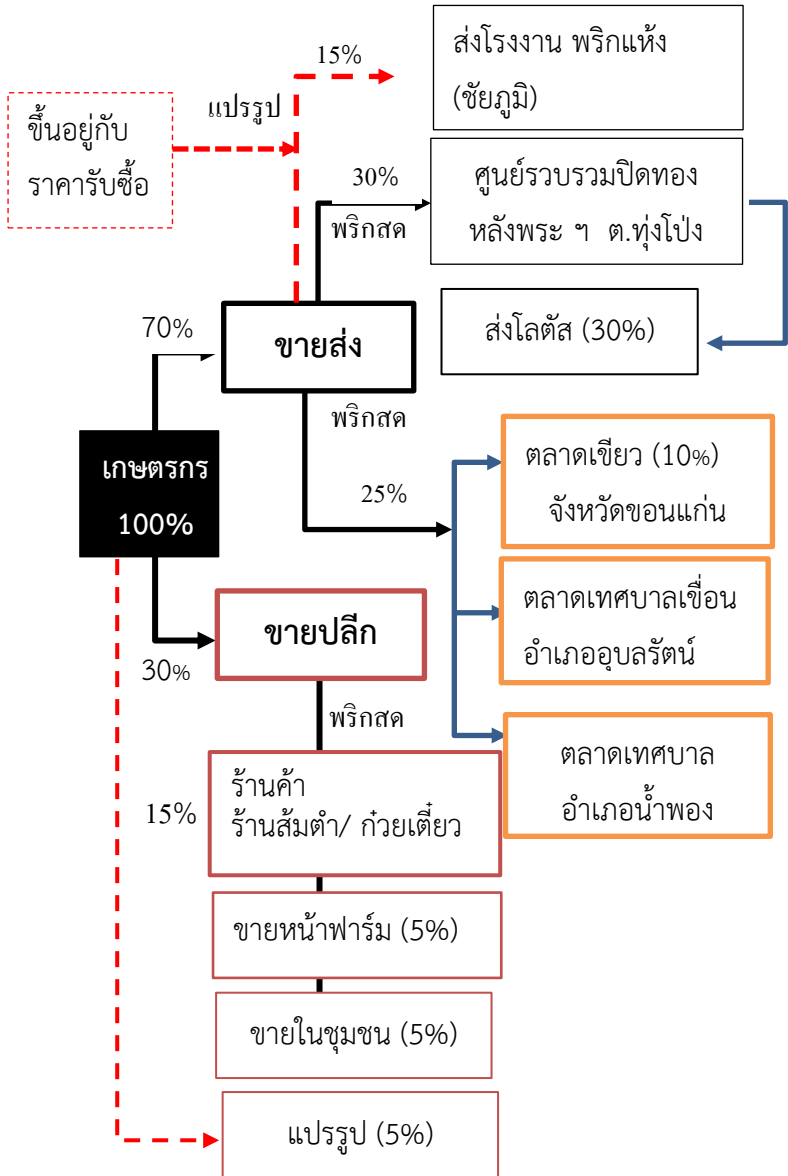 15%
ส่งโรงงาน พริกแห้ง
(ชัยภูมิ)
แปรรูป
ขึ้นอยู่กับ
ราคารับซื้อ
30%
พริกสด
ศูนย์รวบรวมปิดทอง
หลังพระ ฯ ต.ทุ่งโป่ง
70%
ขายส่ง
ส่งโลตัส (30%)
พริกสด
เกษตรกร
100%
25%
ตลาดเขียว (10%)
จังหวัดขอนแก่น
ตลาดเทศบาลเขื่อน
อำเภออุบลรัตน์
ตลาดเทศบาล
อำเภอน้ำพอง
30%
ขายปลีก
พริกสด
15%
ร้านค้า
ร้านส้มตำ/ ก๋วยเตี๋ยว
ขายหน้าฟาร์ม (5%)
ขายในชุมชน (5%)
แปรรูป (5%)